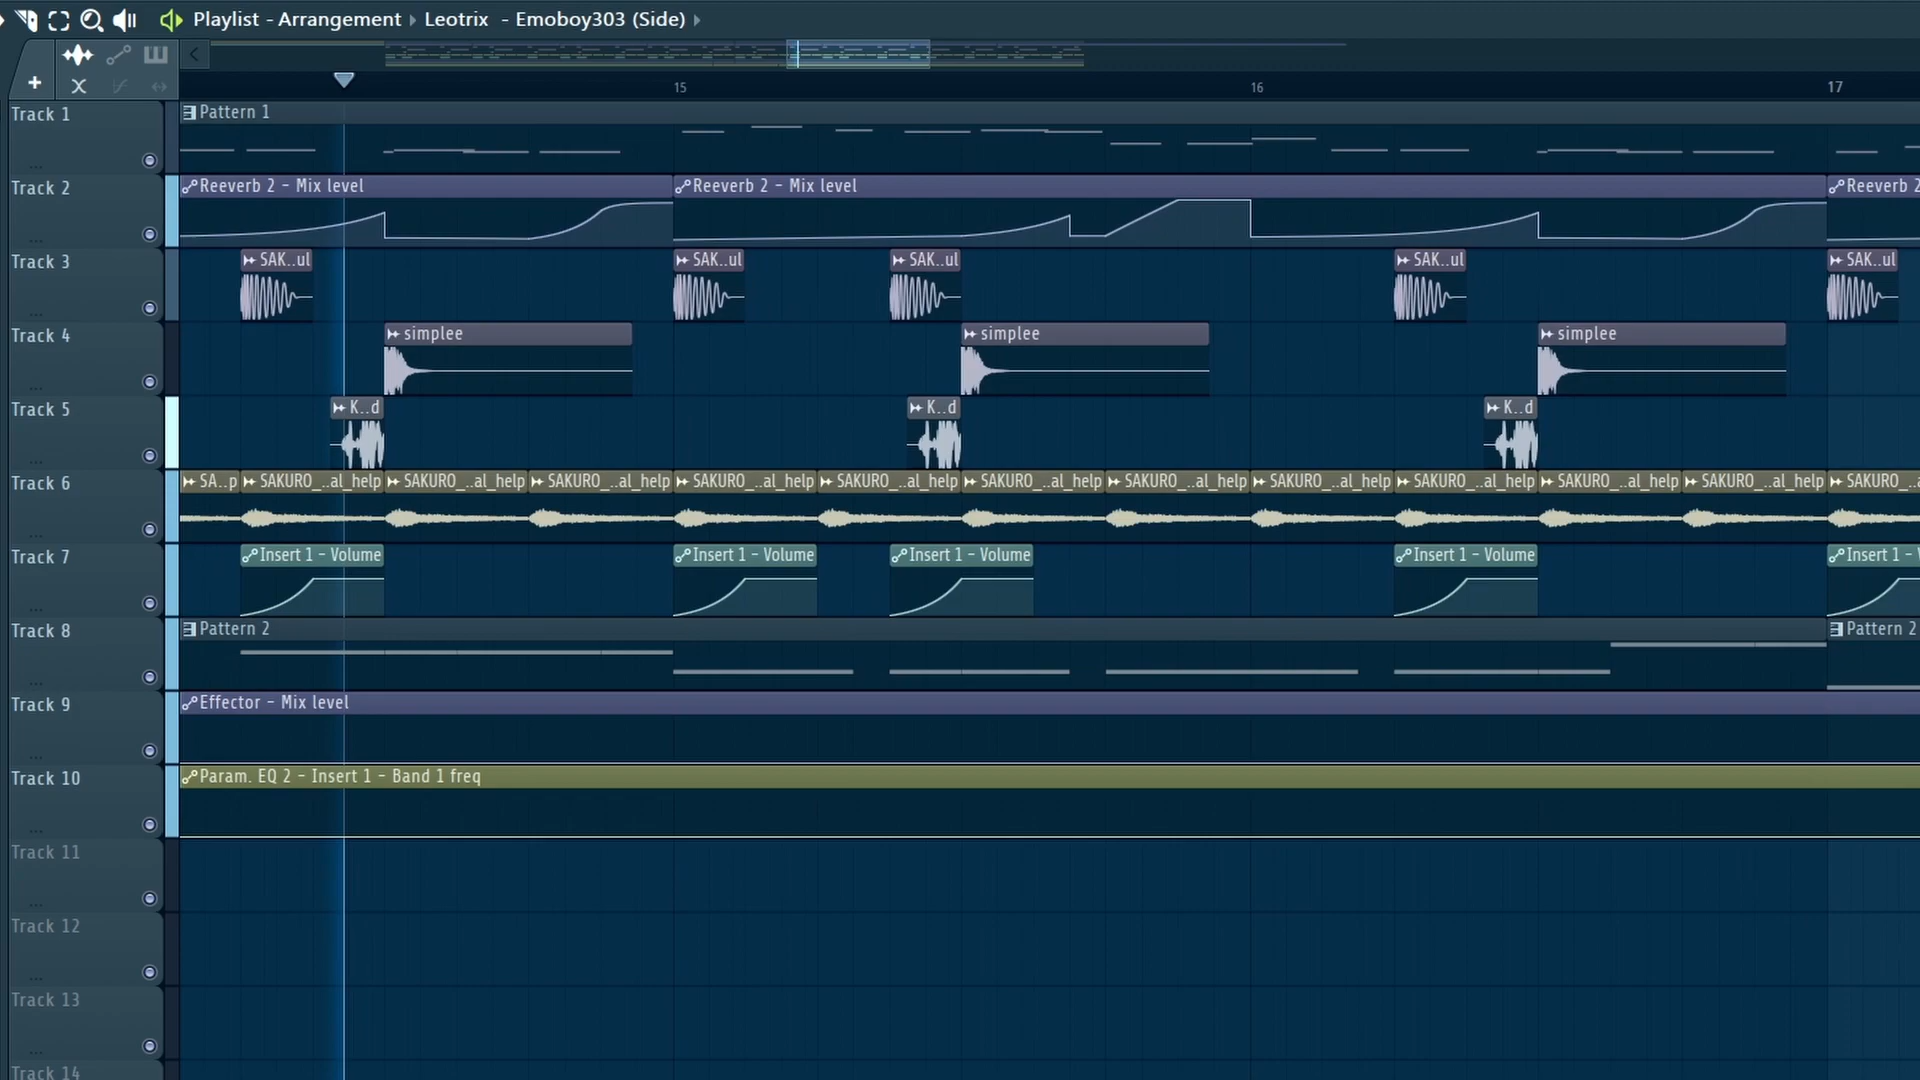 Playlist - Arrangement Leotrix - Emoboy303 (Side)
15 16 17
Track 1 Pattern 1
Track 2 Reeverb 2 - Mix level Reeverb 2 - Mix level Reeverb 2
Track 3 SAK..ul SAK..ul SAK..ul SAK..ul SAK..ul
Track 4 simplee simplee simplee
Track 5 K..d K..d K..d
Track 6 SA..p SAKURO_..al_help SAKURO_..al_help SAKURO_..al_help SAKURO_..al_help SAKURO_..al_help SAKURO_..al_help SAKURO_..al_help SAKURO_..al_help SAKURO_..al_help SAKURO_..al_help SAKURO_..al_help SAKURO_..a
Track 7 Insert 1 - Volume Insert 1 - Volume Insert 1 - Volume Insert 1 - Volume Insert 1 - V
Track 8 Pattern 2 Pattern 2
Track 9 Effector - Mix level
Track 10 Param. EQ 2 - Insert 1 - Band 1 freq
Track 11
Track 12
Track 13
Track 14